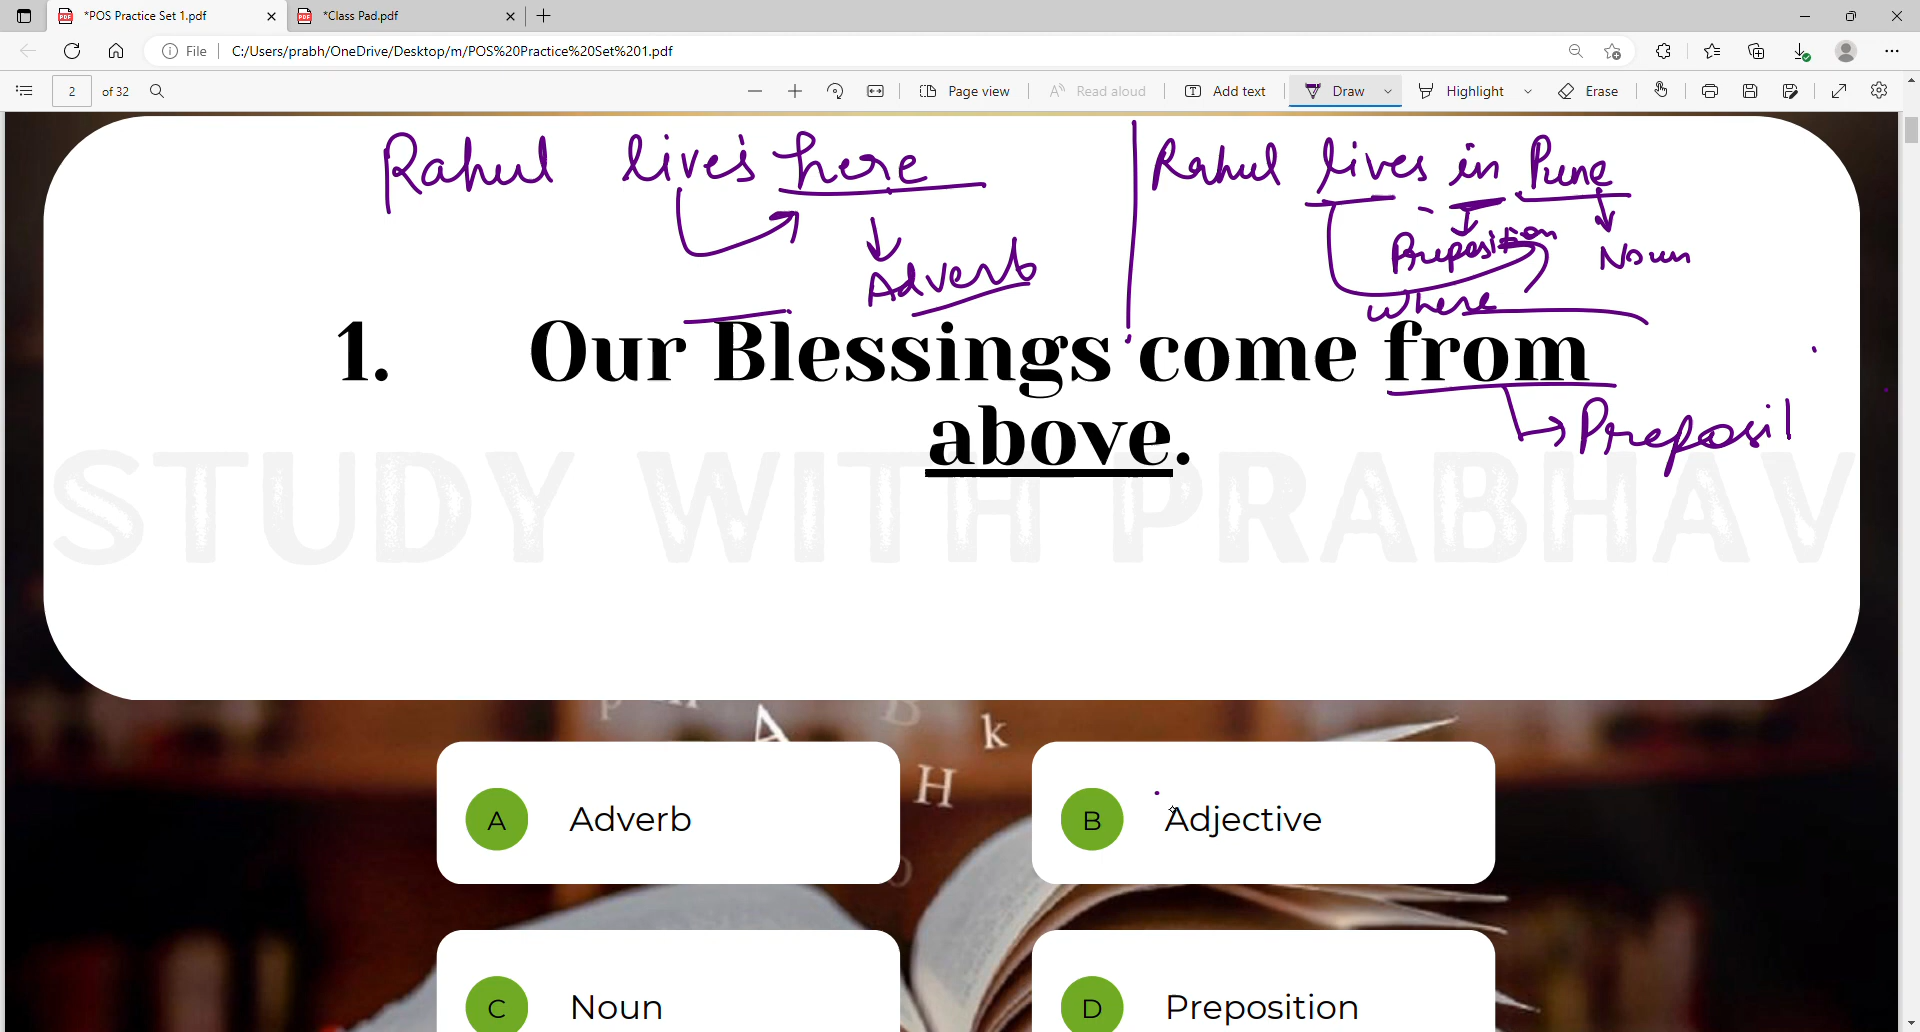 *POS Practice Set 1.pdf
*Class Pad.pdf
File
C:/Users/prabh/OneDrive/Desktop/m/POS%20Practice%20Set%201.pdf
2 of 32
Page view
Read aloud
Add text
Draw
Highlight
Erase
Rahul lives here
Rahul lives in Pune
Preposition
Noun
Adverb
where
1. Our Blessings come from
above.
Preposi
STUDY WITH PRABHAV
A B k
H
A Adverb
B Adjective
C Noun
D Preposition